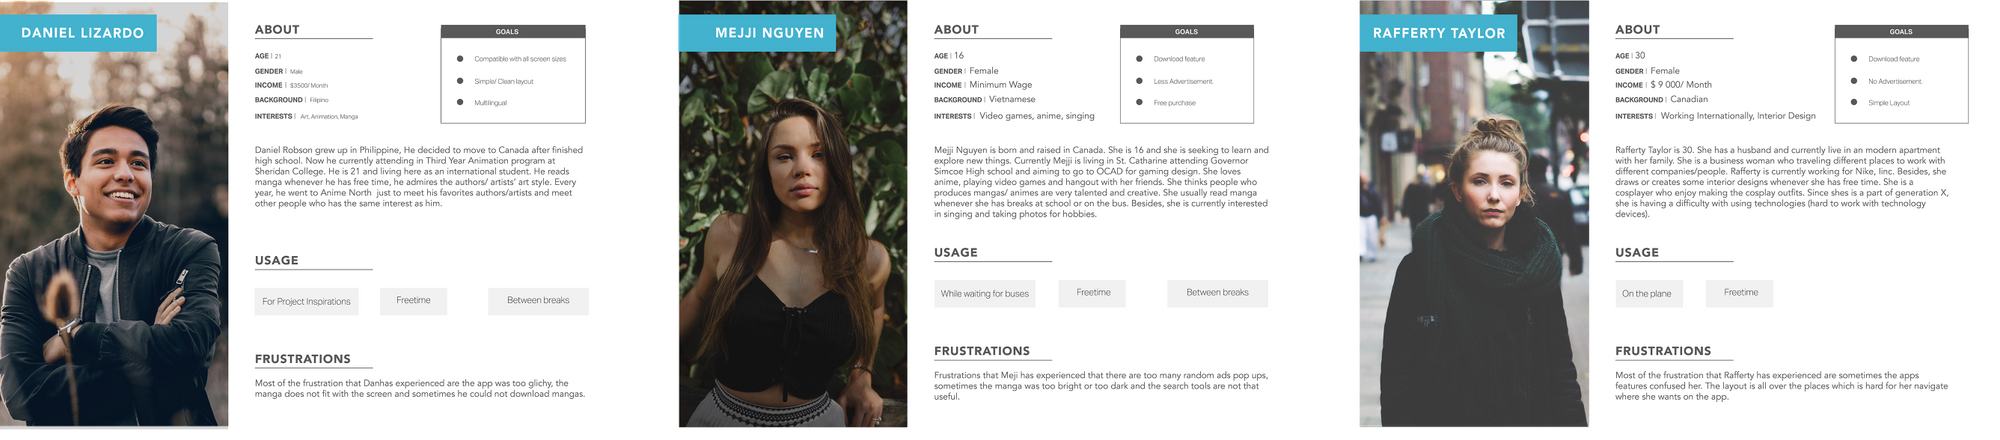 DANIEL LIZARDO
ABOUT
AGE | 21
GENDER | Male
INCOME | $3500/ Month
BACKGROUND | Filipino
INTERESTS | Art, Animation, Manga
GOALS
Compatible with all screen sizes
Simple/ Clean layout
Multilingual
Daniel Robson grew up in Philippine, He decided to move to Canada after finished
high school. Now he currently attending in Third Year Animation program at
Sheridan College. He is 21 and living here as an international student. He reads
manga whenever he has free time, he admires the authors/ artists' art style. Every
year, he went to Anime North just to meet his favorites authors/artists and meet
other people who has the same interest as him.
USAGE
For Project Inspirations
Freetime
Between breaks
FRUSTRATIONS
Most of the frustration that Danhas experienced are the app was too glichy, the
manga does not fit with the screen and sometimes he could not download mangas.
MEJJI NGUYEN
ABOUT
AGE | 16
GENDER | Female
INCOME | Minimum Wage
BACKGROUND | Vietnamese
INTERESTS | Video games, anime, singing
GOALS
Download feature
Less Advertisement.
Free purchase
Mejji Nguyen is born and raised in Canada. She is 16 and she is seeking to learn and
explore new things. Currently Mejji is living in St. Catharine attending Governor
Simcoe High school and aiming to go to OCAD for gaming design. She loves
anime, playing video games and hangout with her friends. She thinks people who
produces mangas/ animes are very talented and creative. She usually read manga
whenever she has breaks at school or on the bus. Besides, she is currently interested
in singing and taking photos for hobbies.
USAGE
While waiting for buses
Freetime
Between breaks
FRUSTRATIONS
Frustrations that Meji has experienced that there are too many random ads pop ups,
sometimes the manga was too bright or too dark and the search tools are not that
useful.
RAFFERTY TAYLOR
ABOUT
AGE | 30
GENDER | Female
INCOME | $ 9 000/ Month
BACKGROUND | Canadian
INTERESTS | Working Internationally, Interior Design
GOALS
Download feature
No Advertisement.
Simple Layout
Rafferty Taylor is 30. She has a husband and currently live in an modern apartment
with her family. She is a business woman who traveling different places to work with
different companies/people. Rafferty is currently working for Nike, Iinc. Besides, she
draws or creates some interior designs whenever she has free time. She is a
cosplayer who enjoy making the cosplay outfits. Since shes is a part of generation X,
she is having a difficulty with using technologies (hard to work with technology
devices).
USAGE
On the plane
Freetime
FRUSTRATIONS
Most of the frustration that Rafferty has experienced are sometimes the apps
features confused her. The layout is all over the places which is hard for her navigate
where she wants on the app.